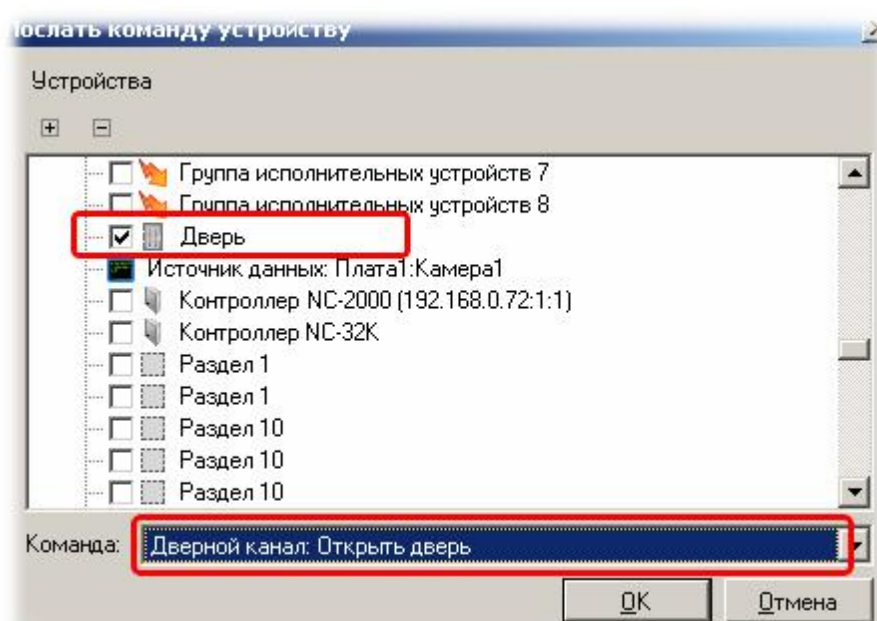 Послать команду устройству
Устройства
Группа исполнительных устройств 7
Группа исполнительных устройств 8
Дверь
Источник данных: Плата1:Камера1
Контроллер NC-2000 (192.168.0.72:1:1)
Контроллер NC-32K
Раздел 1
Раздел 1
Раздел 10
Раздел 10
Раздел 10
Команда: Дверной канал: Открыть дверь
OK Отмена